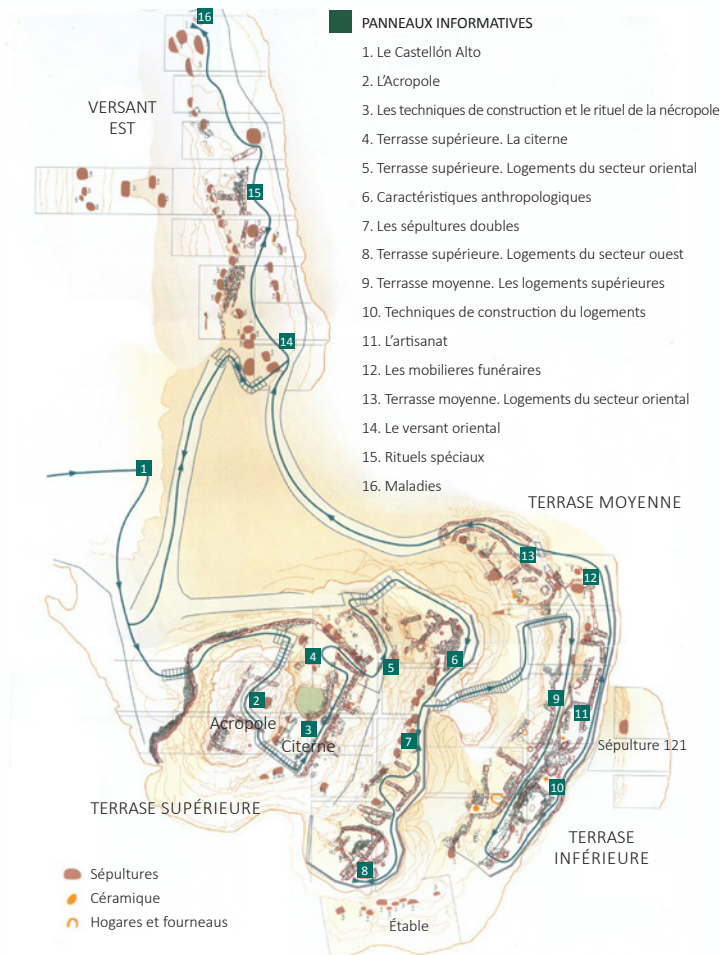 PANNEAUX INFORMATIVES
1. Le Castellón Alto
2. L'Acropole
3. Les techniques de construction et le rituel de la nécropole
4. Terrasse supérieure. La citerne
5. Terrasse supérieure. Logements du secteur oriental
6. Caractéristiques anthropologiques
7. Les sépultures doubles
8. Terrasse supérieure. Logements du secteur ouest
9. Terrasse moyenne. Les logements supérieures
10. Techniques de construction du logements
11. L'artisanat
12. Les mobilieres funéraires
13. Terrasse moyenne. Logements du secteur oriental
14. Le versant oriental
15. Rituels spéciaux
16. Maladies
16
VERSANT
EST
15
14
1
TERRASE MOYENNE
13
12
4
5
6
2
Acropole
3
Citerne
7
9
11
Sépulture 121
10
TERRASE SUPÉRIEURE
TERRASE
INFÉRIEURE
8
Étable
Sépultures
Céramique
Hogares et fourneaus